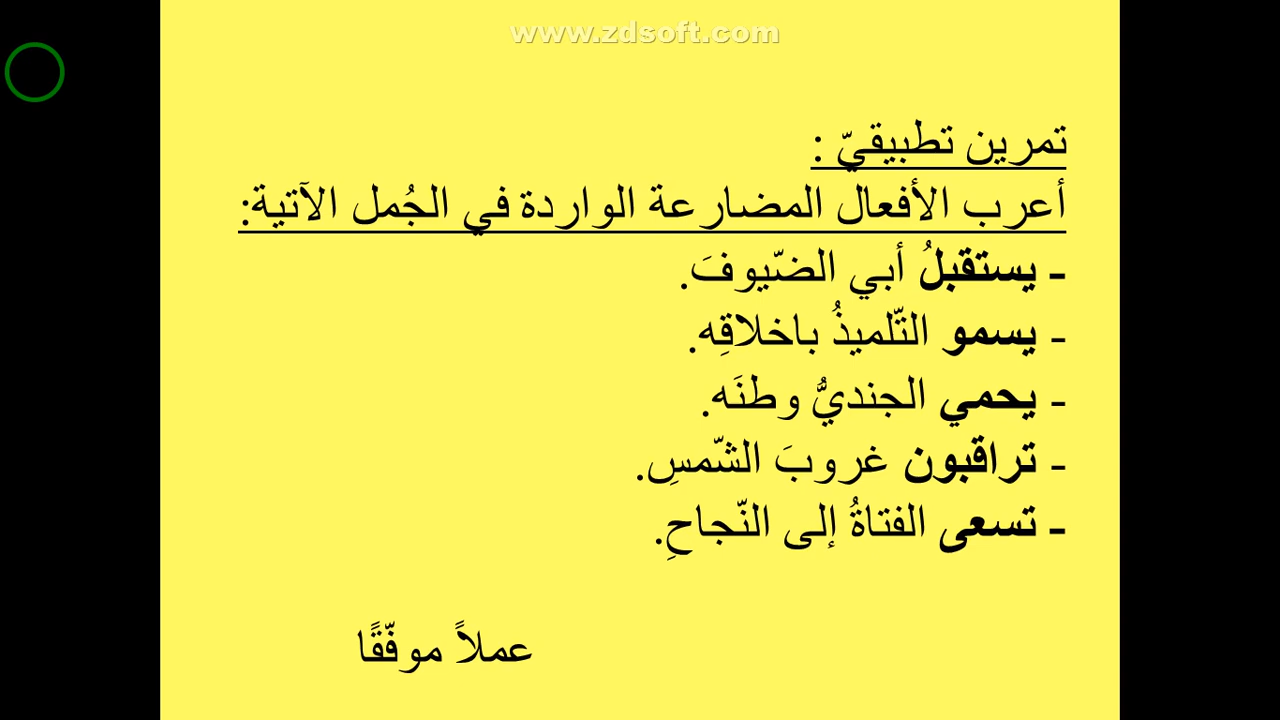 www.zdsoft.com
تمرين تطبيقيّ :
أعرب الأفعال المضارعة الواردة في الجُمل الآتية:
- يستقبلُ أبي الضّيوفَ.
- يسمو التّلميذُ باخلاقِه.
- يحمي الجنديُّ وطنَه.
- تراقبون غروبَ الشّمسِ.
- تسعى الفتاةُ إلى النّجاحِ.
عملاً موفّقًا